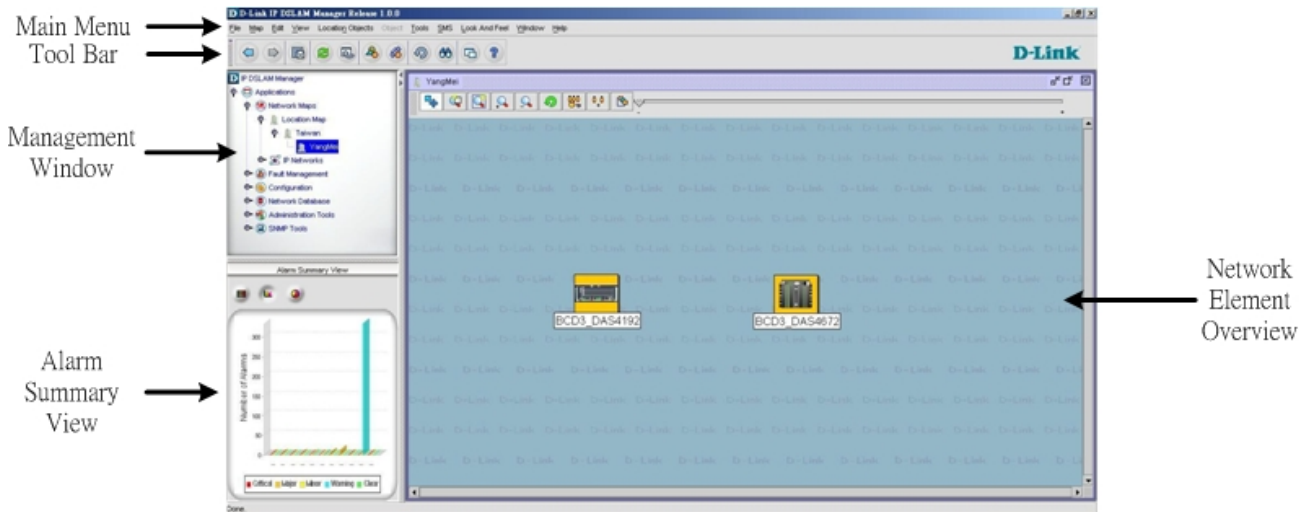 Main Menu
Tool Bar
Management
Window
Alarm
Summary
View
Network
Element
Overview
D-Link IP DSLAM Manager Release 1.0.0
File Map Edit View Location Objects Object Tools SMS Look And Feel Window Help
D-Link
IP DSLAM Manager
Applications
Network Maps
Location Map
Taiwan
YangMei
IP Networks
Fault Management
Configuration
Network Database
Administration Tools
SNMP Tools
YangMei
BCD3_DAS4192
BCD3_DAS4672
Alarm Summary View
Number of Alarms
Critical Major Minor Warning Clear
Done.